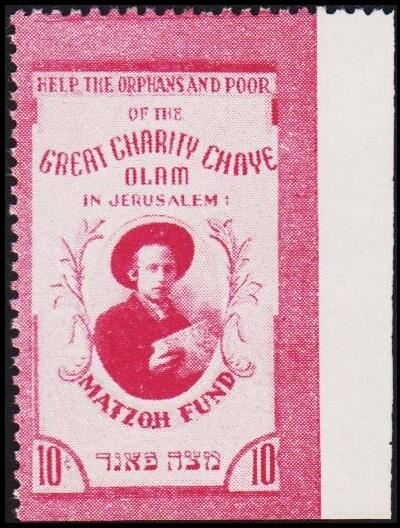 HELP THE ORPHANS AND POOR
OF THE
GREAT CHARITY CHAYE
OLAM
IN JERUSALEM:
MATZOH FUND
10¢ מצה פאנד 10